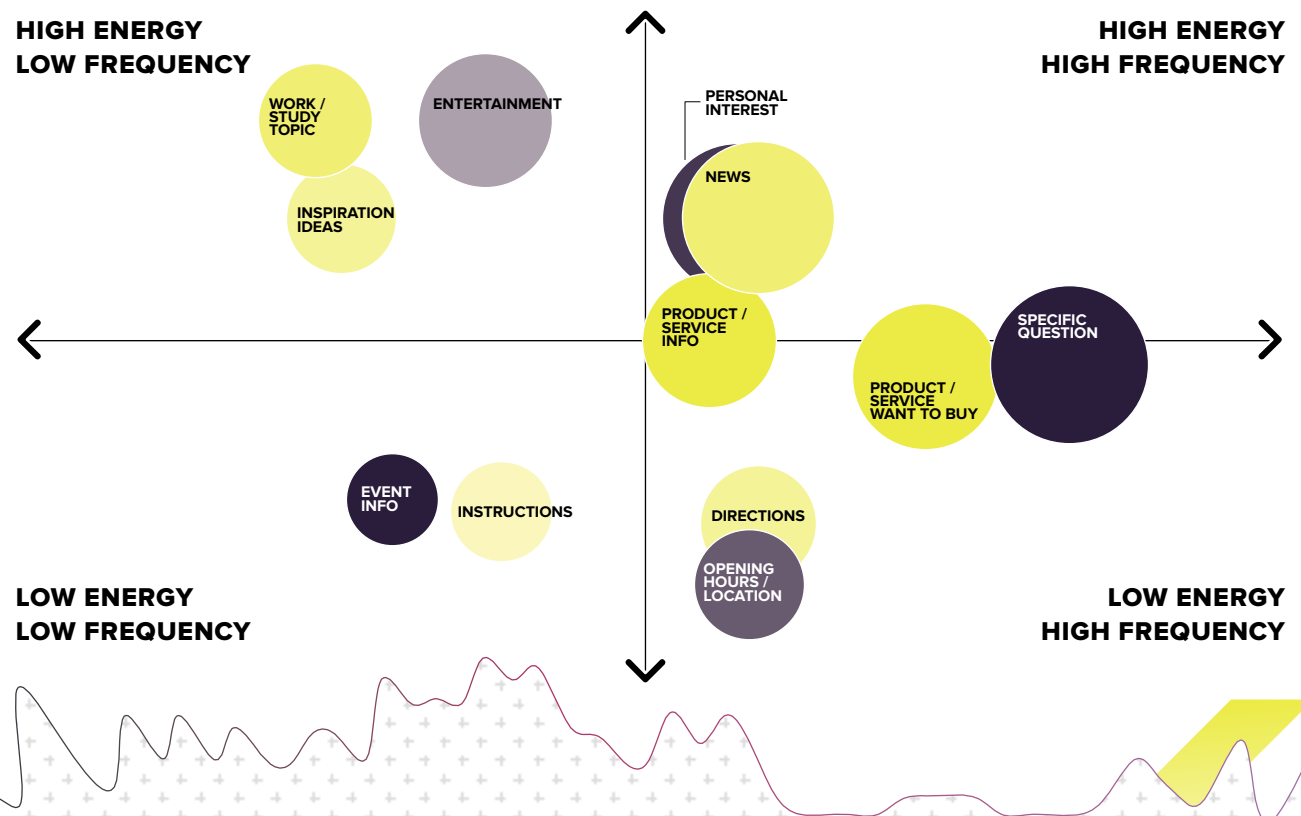 HIGH ENERGY
LOW FREQUENCY
HIGH ENERGY
HIGH FREQUENCY
WORK /
STUDY
TOPIC
ENTERTAINMENT
PERSONAL
INTEREST
NEWS
INSPIRATION
IDEAS
PRODUCT /
SERVICE
INFO
SPECIFIC
QUESTION
PRODUCT /
SERVICE
WANT TO BUY
EVENT
INFO
INSTRUCTIONS
DIRECTIONS
OPENING
HOURS /
LOCATION
LOW ENERGY
LOW FREQUENCY
LOW ENERGY
HIGH FREQUENCY